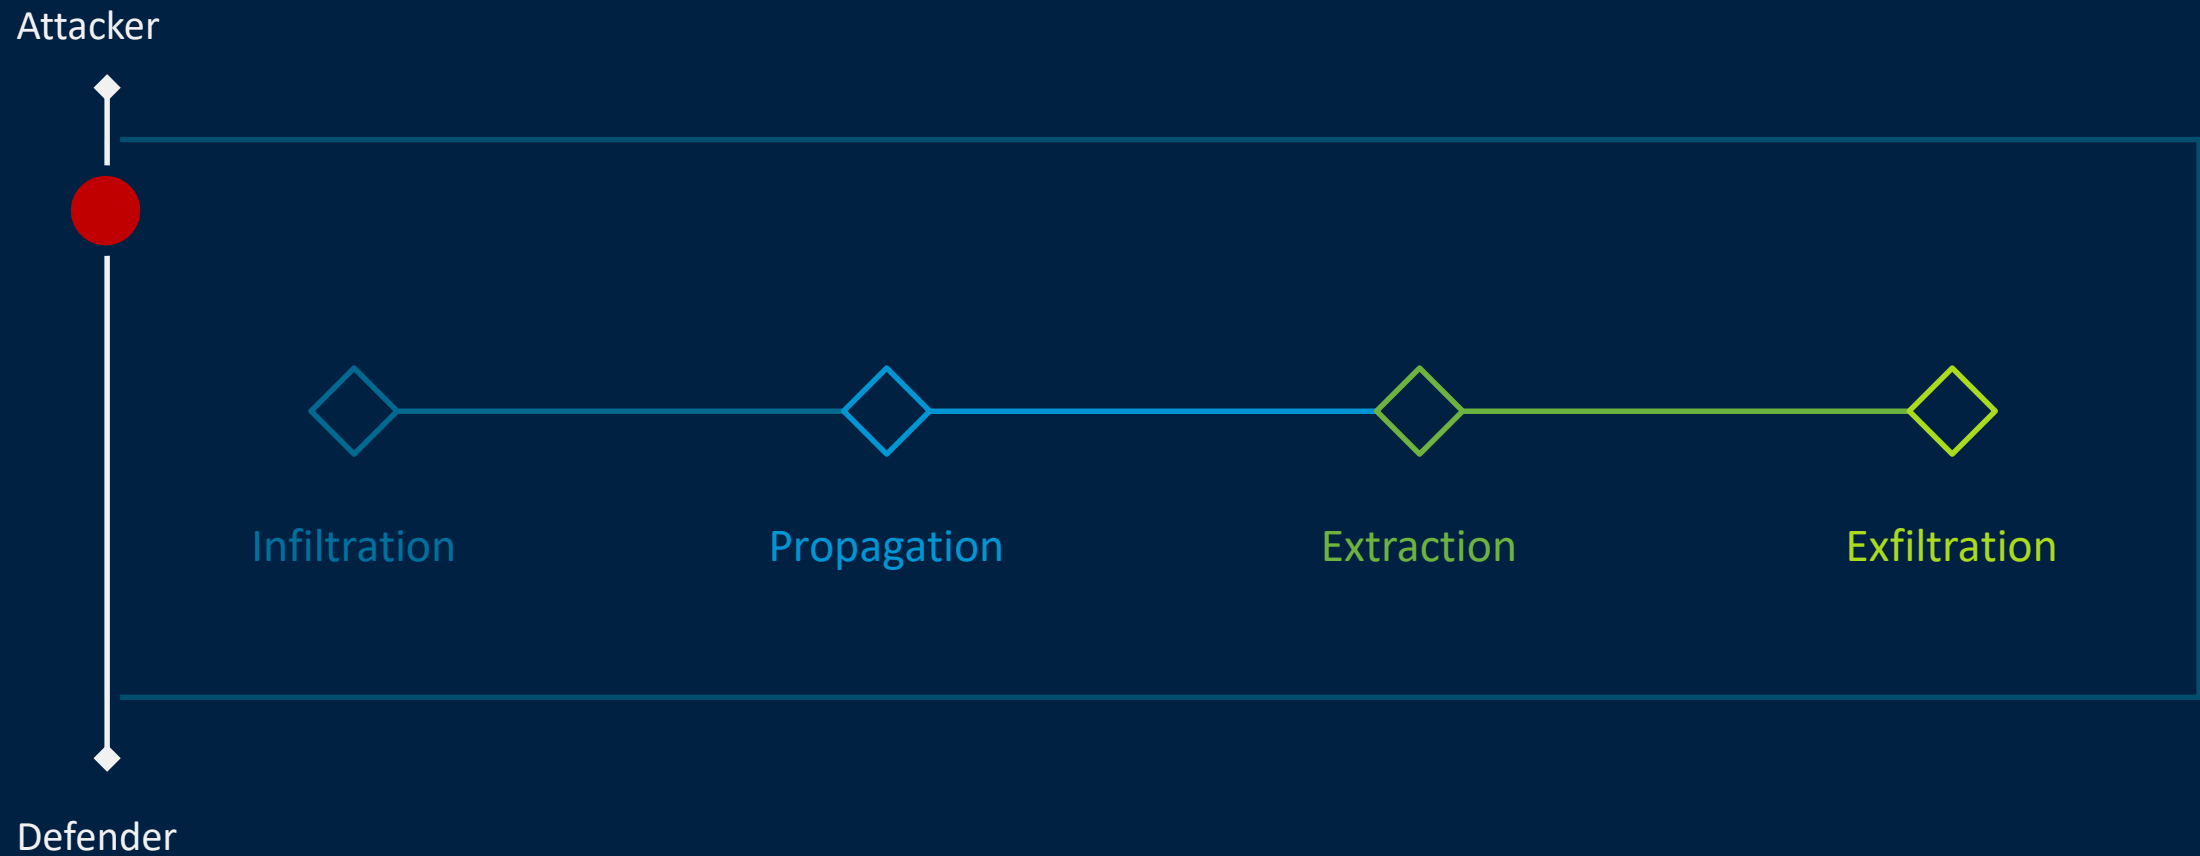 Attacker
Infiltration
Propagation
Extraction
Exfiltration
Defender